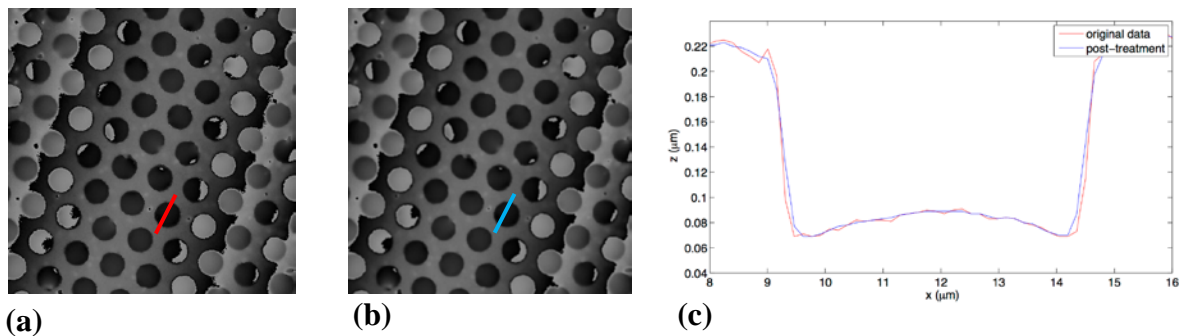 original data
post-treatment
0.22
0.2
0.18
0.16
0.14
0.12
0.1
0.08
0.06
0.04
z (μm)
8 9 10 11 12 13 14 15 16
x (μm)
(a) (b) (c)